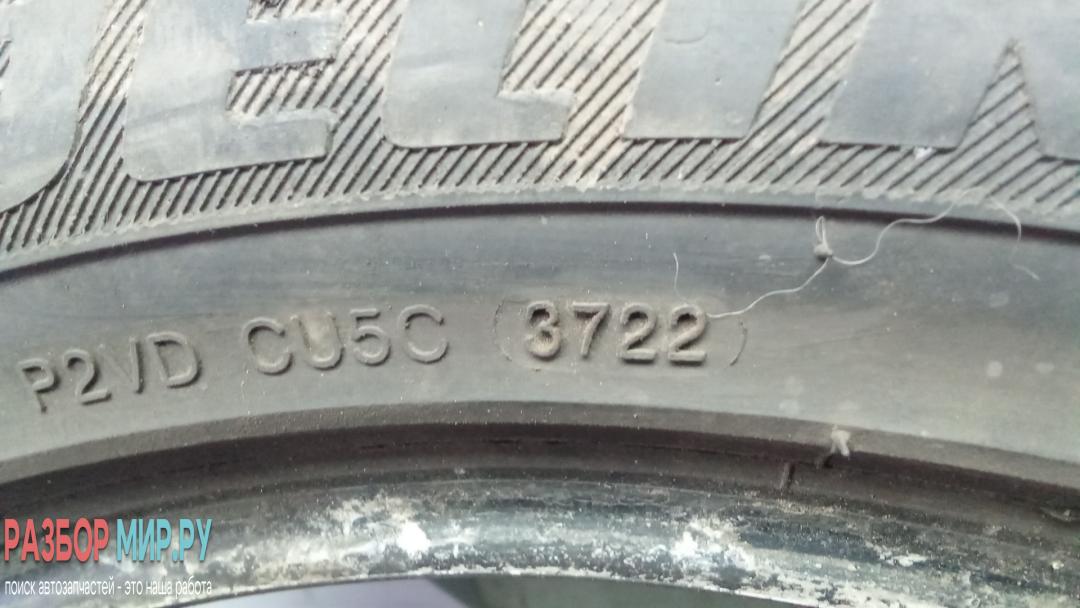 P2VD CU5C (3722)
РАЗБОР МИР.РУ
поиск автозапчастей - это наша работа